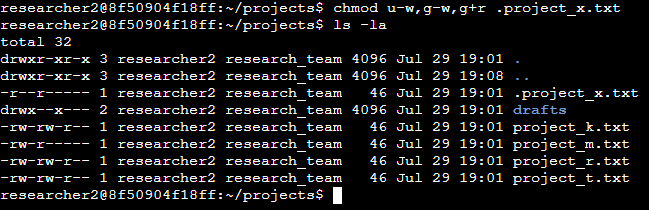 researcher2@8f50904f18ff:~/projects$ chmod u-w,g-w,g+r .project_x.txt
researcher2@8f50904f18ff:~/projects$ ls -la
total 32
drwxr-xr-x 3 researcher2 research_team 4096 Jul 29 19:01 .
drwxr-xr-x 3 researcher2 research_team 4096 Jul 29 19:08 ..
-r--r----- 1 researcher2 research_team   46 Jul 29 19:01 .project_x.txt
drwx--x--- 2 researcher2 research_team 4096 Jul 29 19:01 drafts
-rw-rw-r-- 1 researcher2 research_team   46 Jul 29 19:01 project_k.txt
-rw-r----- 1 researcher2 research_team   46 Jul 29 19:01 project_m.txt
-rw-rw-r-- 1 researcher2 research_team   46 Jul 29 19:01 project_r.txt
-rw-rw-r-- 1 researcher2 research_team   46 Jul 29 19:01 project_t.txt
researcher2@8f50904f18ff:~/projects$